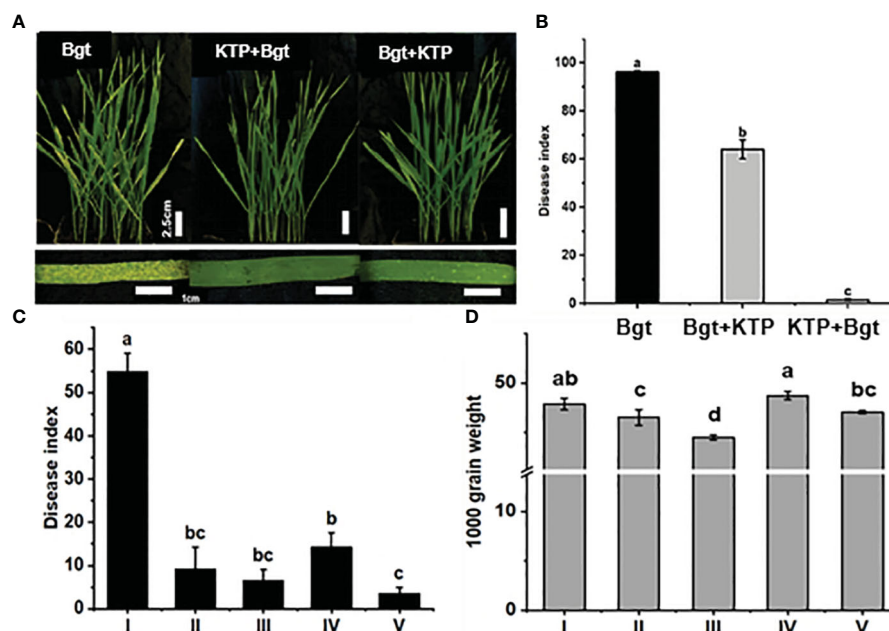 A
Bgt KTP+Bgt Bgt+KTP
2.5cm
1cm
B
Disease index
100
80
60
40
20
0
a
b
c
Bgt Bgt+KTP KTP+Bgt
C
Disease index
60
50
40
30
20
10
0
a
bc
bc
b
c
I II III IV V
D
1000 grain weight
50
10
0
ab
c
d
a
bc
I II III IV V